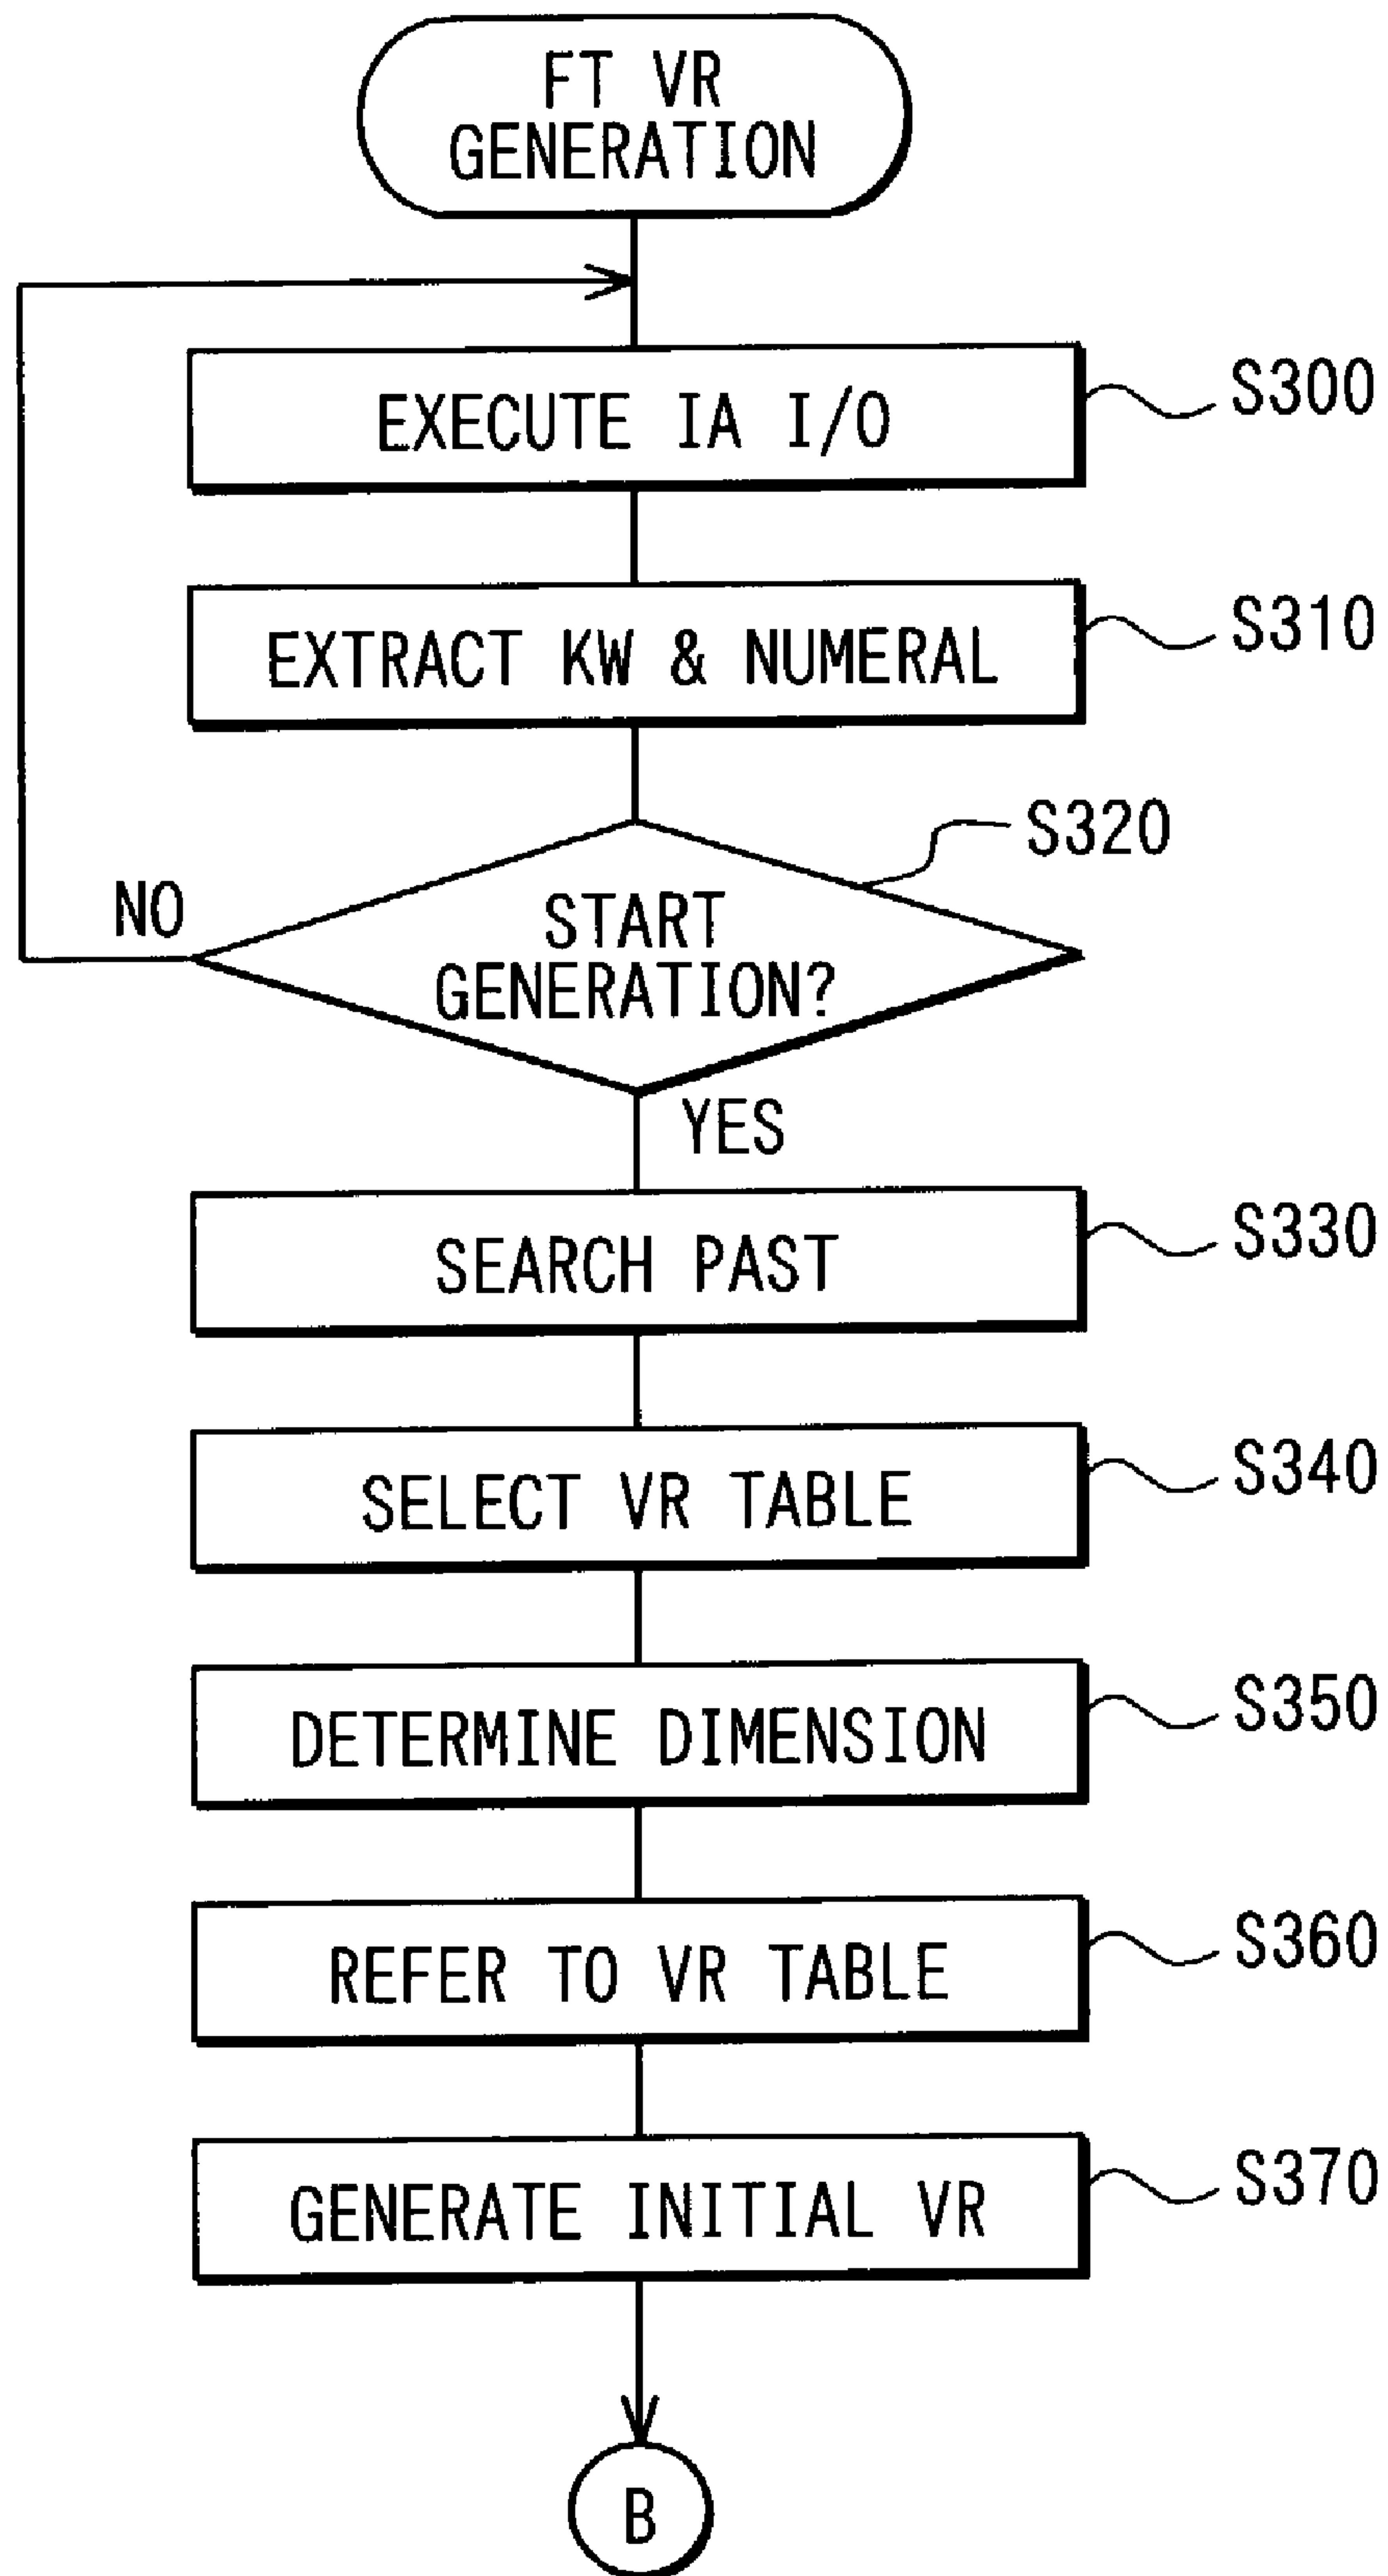 FT VR
GENERATION
EXECUTE IA I/O
S300
EXTRACT KW & NUMERAL
S310
S320
NO
START
GENERATION?
YES
SEARCH PAST
S330
SELECT VR TABLE
S340
DETERMINE DIMENSION
S350
REFER TO VR TABLE
S360
GENERATE INITIAL VR
S370
B